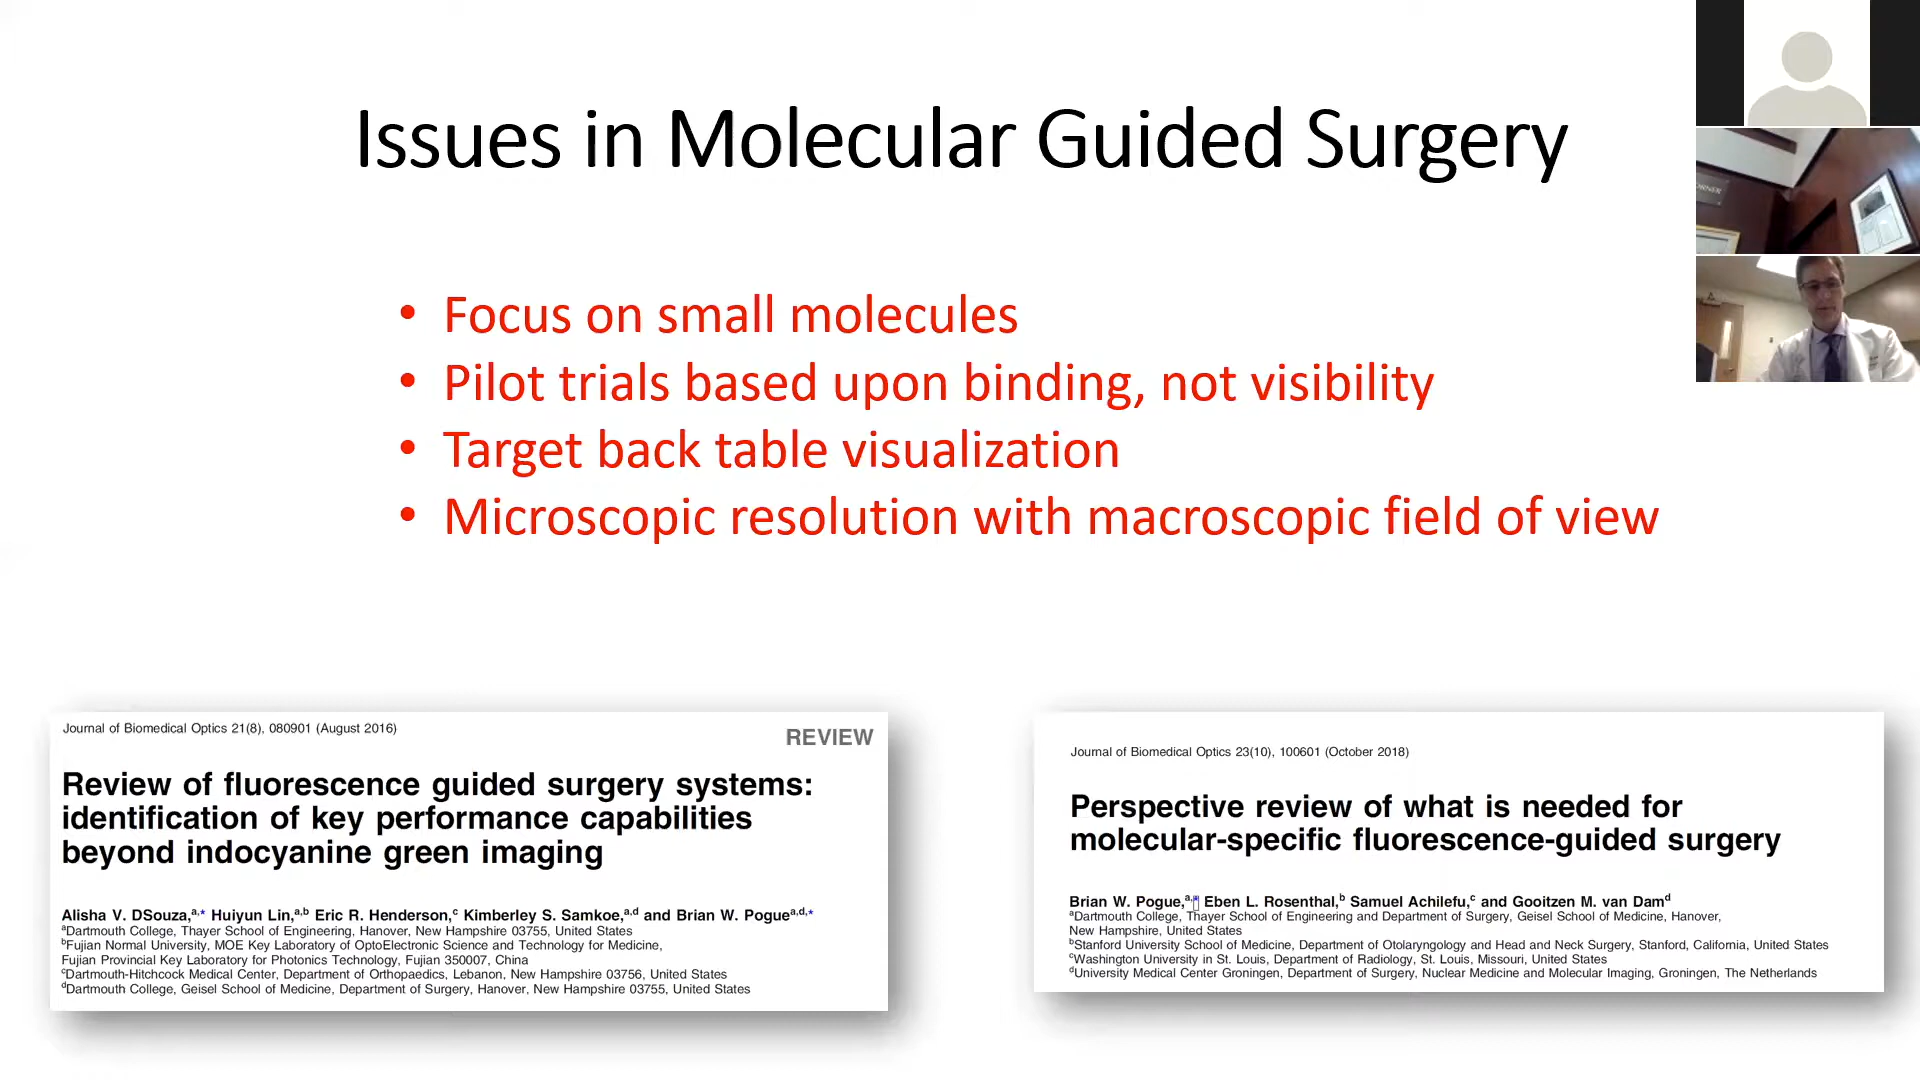 Issues in Molecular Guided Surgery
• Focus on small molecules
• Pilot trials based upon binding, not visibility
• Target back table visualization
• Microscopic resolution with macroscopic field of view
Journal of Biomedical Optics 21(8), 080901 (August 2016)
REVIEW
Review of fluorescence guided surgery systems:
identification of key performance capabilities
beyond indocyanine green imaging
Alisha V. DSouza,a,* Huiyun Lin,a,b Eric R. Henderson,c Kimberley S. Samkoe,a,d and Brian W. Poguea,d,*
aDartmouth College, Thayer School of Engineering, Hanover, New Hampshire 03755, United States
bFujian Normal University, MOE Key Laboratory of OptoElectronic Science and Technology for Medicine,
Fujian Provincial Key Laboratory for Photonics Technology, Fujian 350007, China
cDartmouth-Hitchcock Medical Center, Department of Orthopaedics, Lebanon, New Hampshire 03756, United States
dDartmouth College, Geisel School of Medicine, Department of Surgery, Hanover, New Hampshire 03755, United States
Journal of Biomedical Optics 23(10), 100601 (October 2018)
Perspective review of what is needed for
molecular-specific fluorescence-guided surgery
Brian W. Pogue,a,* Eben L. Rosenthal,b Samuel Achilefu,c and Gooitzen M. van Damd
aDartmouth College, Thayer School of Engineering and Department of Surgery, Geisel School of Medicine, Hanover,
New Hampshire, United States
bStanford University School of Medicine, Department of Otolaryngology and Head and Neck Surgery, Stanford, California, United States
cWashington University in St. Louis, Department of Radiology, St. Louis, Missouri, United States
dUniversity Medical Center Groningen, Department of Surgery, Nuclear Medicine and Molecular Imaging, Groningen, The Netherlands